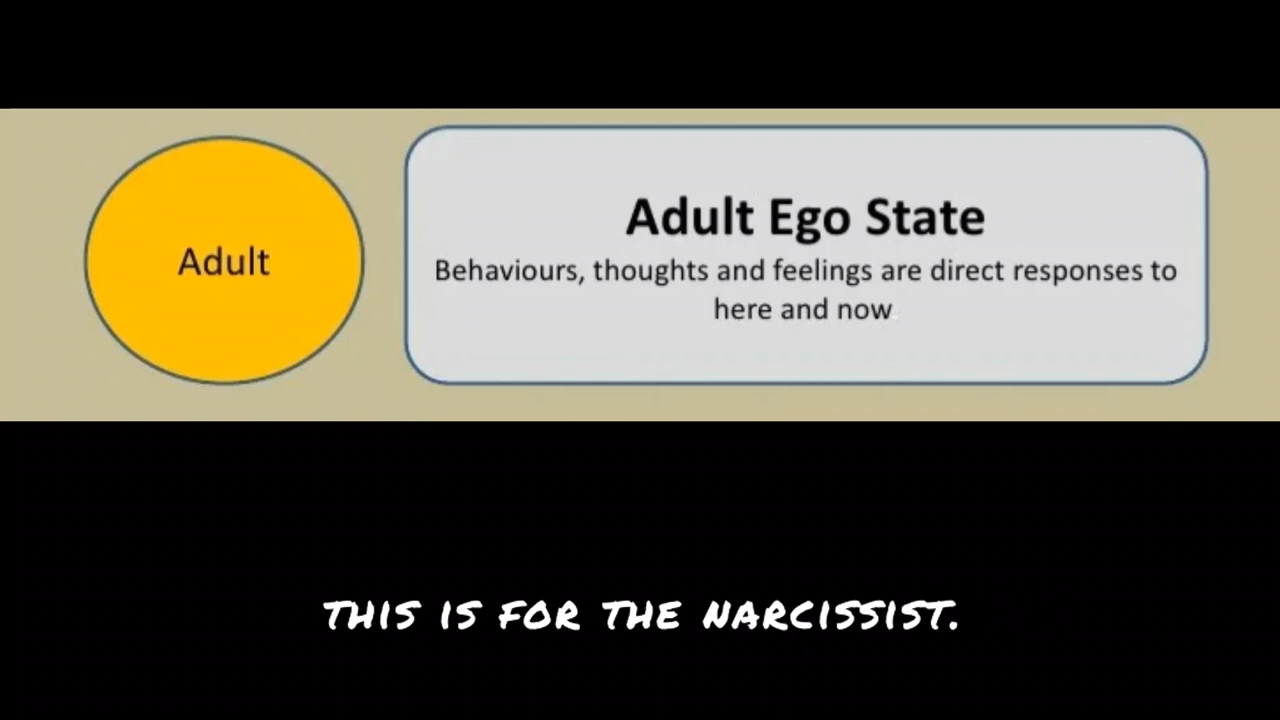 Adult
Adult Ego State
Behaviours, thoughts and feelings are direct responses to
here and now
THIS IS FOR THE NARCISSIST.